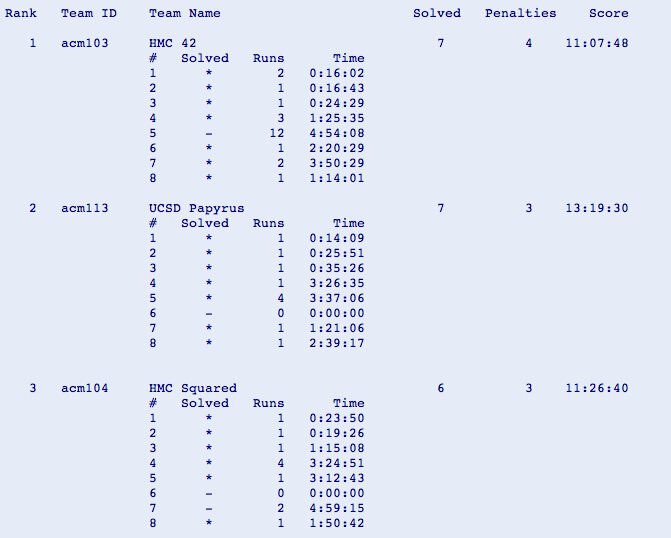 Rank Team ID Team Name Solved Penalties Score
1 acm103 HMC 42 7 4 11:07:48
# Solved Runs Time
1 * 2 0:16:02
2 * 1 0:16:43
3 * 1 0:24:29
4 * 3 1:25:35
5 – 12 4:54:08
6 * 1 2:20:29
7 * 2 3:50:29
8 * 1 1:14:01
2 acm113 UCSD Papyrus 7 3 13:19:30
# Solved Runs Time
1 * 1 0:14:09
2 * 1 0:25:51
3 * 1 0:35:26
4 * 1 3:26:35
5 * 4 3:37:06
6 – 0 0:00:00
7 * 1 1:21:06
8 * 1 2:39:17
3 acm104 HMC Squared 6 3 11:26:40
# Solved Runs Time
1 * 1 0:23:50
2 * 1 0:19:26
3 * 1 1:15:08
4 * 4 3:24:51
5 * 1 3:12:43
6 – 0 0:00:00
7 – 2 4:59:15
8 * 1 1:50:42